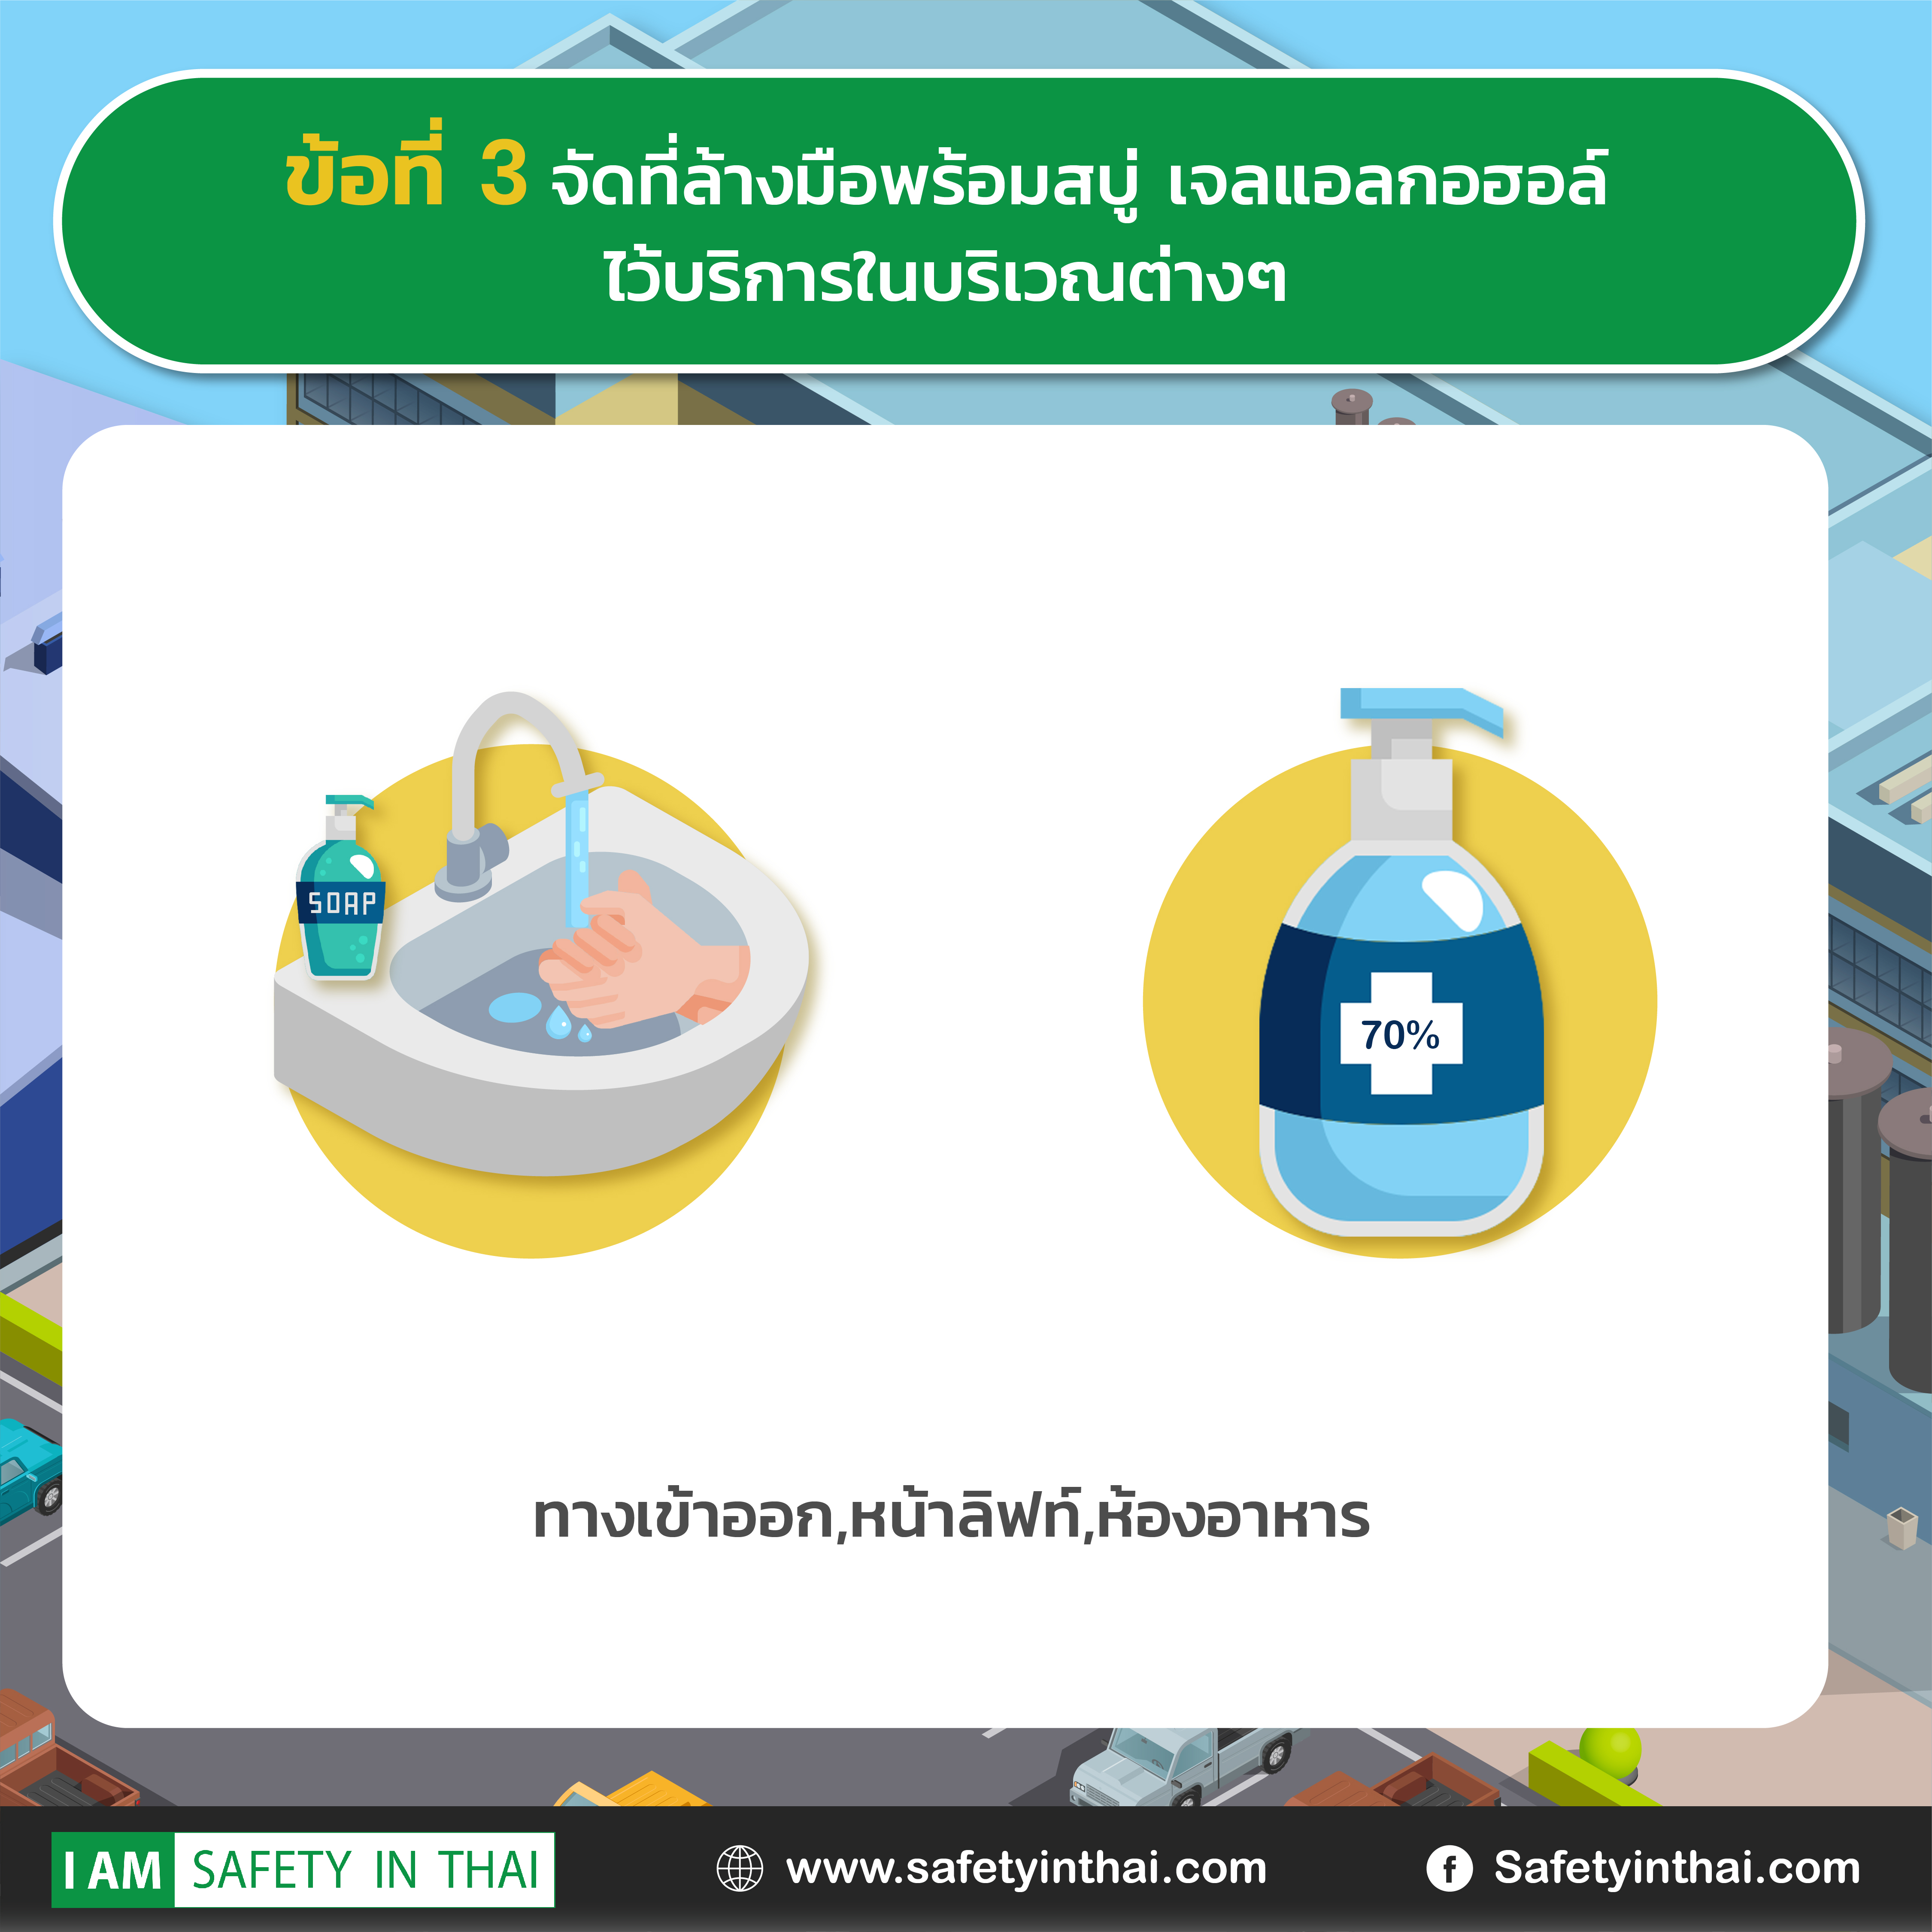 ข้อที่ 3 จัดที่ล้างมือพร้อมสบู่ เจลแอลกอฮอล์
ไว้บริการในบริเวณต่างๆ
SOAP
70%
ทางเข้าออก,หน้าลิฟท์,ห้องอาหาร
I AM SAFETY IN THAI
www.safetyinthai.com
Safetyinthai.com